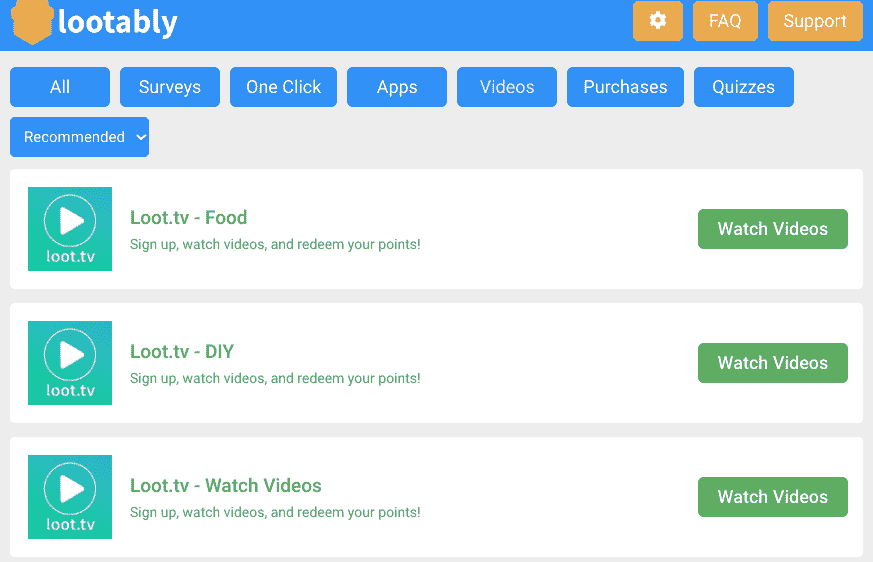 lootably
FAQ
Support
All
Surveys
One Click
Apps
Videos
Purchases
Quizzes
Recommended
loot.tv
Loot.tv - Food
Sign up, watch videos, and redeem your points!
Watch Videos
loot.tv
Loot.tv - DIY
Sign up, watch videos, and redeem your points!
Watch Videos
loot.tv
Loot.tv - Watch Videos
Sign up, watch videos, and redeem your points!
Watch Videos